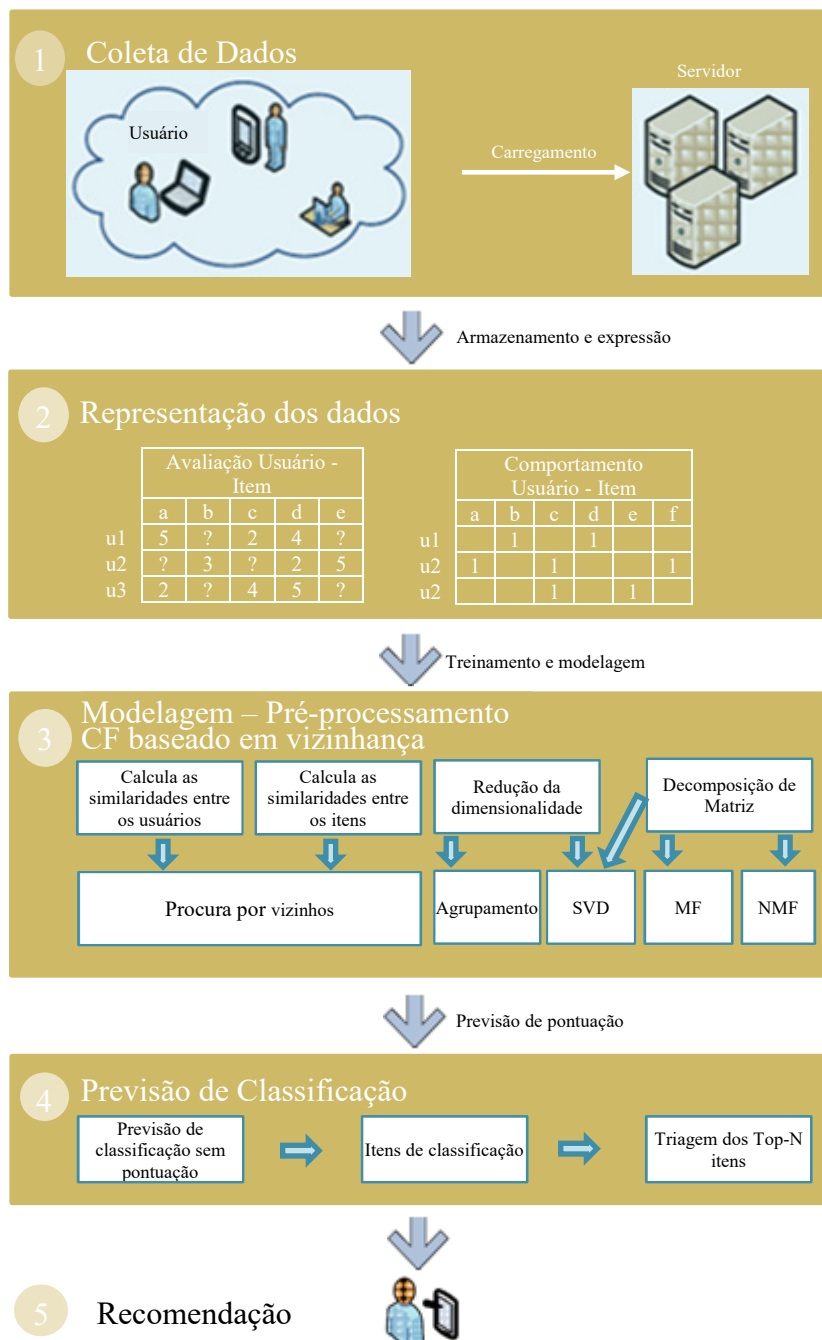 1 Coleta de Dados
Servidor
Usuário
Carregamento
Armazenamento e expressão
2 Representação dos dados
Avaliação Usuário -
Item
a b c d e
u1 5 ? 2 4 ?
u2 ? 3 ? 2 5
u3 2 ? 4 5 ?
Comportamento
Usuário - Item
a b c d e f
u1 1 1
u2 1 1 1
u2 1 1
Treinamento e modelagem
3 Modelagem – Pré-processamento
CF baseado em vizinhança
Calcula as
similaridades entre
os usuários
Calcula as
similaridades entre
os itens
Redução da
dimensionalidade
Decomposição de
Matriz
Procura por vizinhos
Agrupamento
SVD
MF
NMF
Previsão de pontuação
4 Previsão de Classificação
Previsão de
classificação sem
pontuação
Itens de classificação
Triagem dos Top-N
itens
5 Recomendação